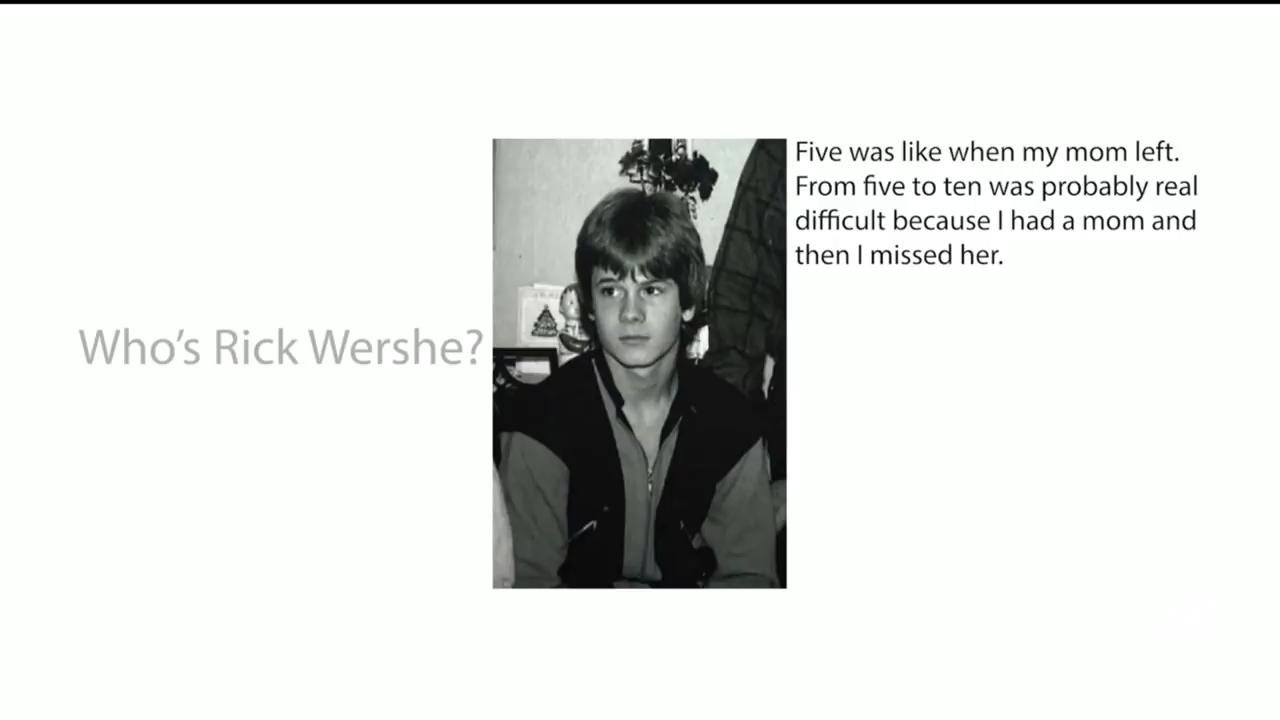 Who's Rick Wershe?
Five was like when my mom left.
From five to ten was probably real
difficult because I had a mom and
then I missed her.